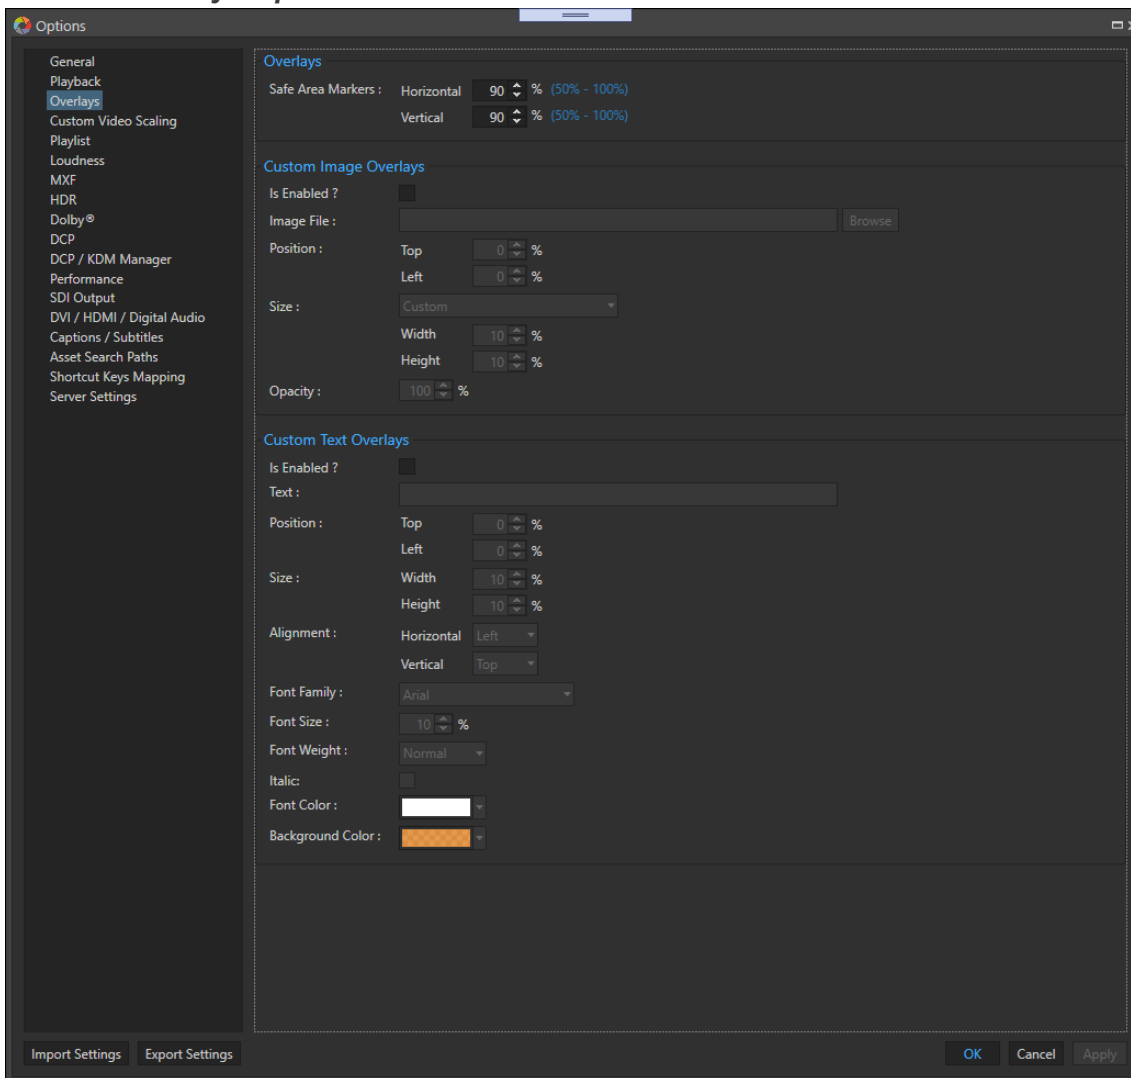 Options
General
Playback
Overlays
Custom Video Scaling
Playlist
Loudness
MXF
HDR
Dolby®
DCP
DCP / KDM Manager
Performance
SDI Output
DVI / HDMI / Digital Audio
Captions / Subtitles
Asset Search Paths
Shortcut Keys Mapping
Server Settings
Overlays
Safe Area Markers : Horizontal 90 % (50% - 100%)
Vertical 90 % (50% - 100%)
Custom Image Overlays
Is Enabled ?
Image File : Browse
Position : Top 0 %
Left 0 %
Size : Custom
Width 10 %
Height 10 %
Opacity : 100 %
Custom Text Overlays
Is Enabled ?
Text :
Position : Top 0 %
Left 0 %
Size : Width 10 %
Height 10 %
Alignment : Horizontal Left
Vertical Top
Font Family : Arial
Font Size : 10 %
Font Weight : Normal
Italic:
Font Color :
Background Color :
Import Settings Export Settings OK Cancel Apply